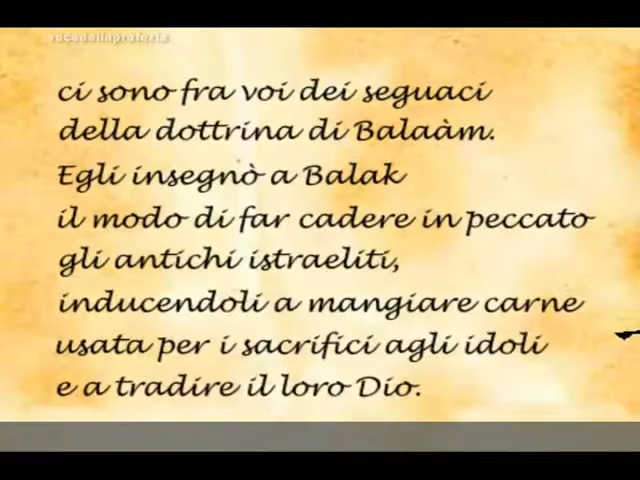 vocedellaprofezia
ci sono fra voi dei seguaci
della dottrina di Balaàm.
Egli insegnò a Balak
il modo di far cadere in peccato
gli antichi istraeliti,
inducendoli a mangiare carne
usata per i sacrifici agli idoli
e a tradire il loro Dio.